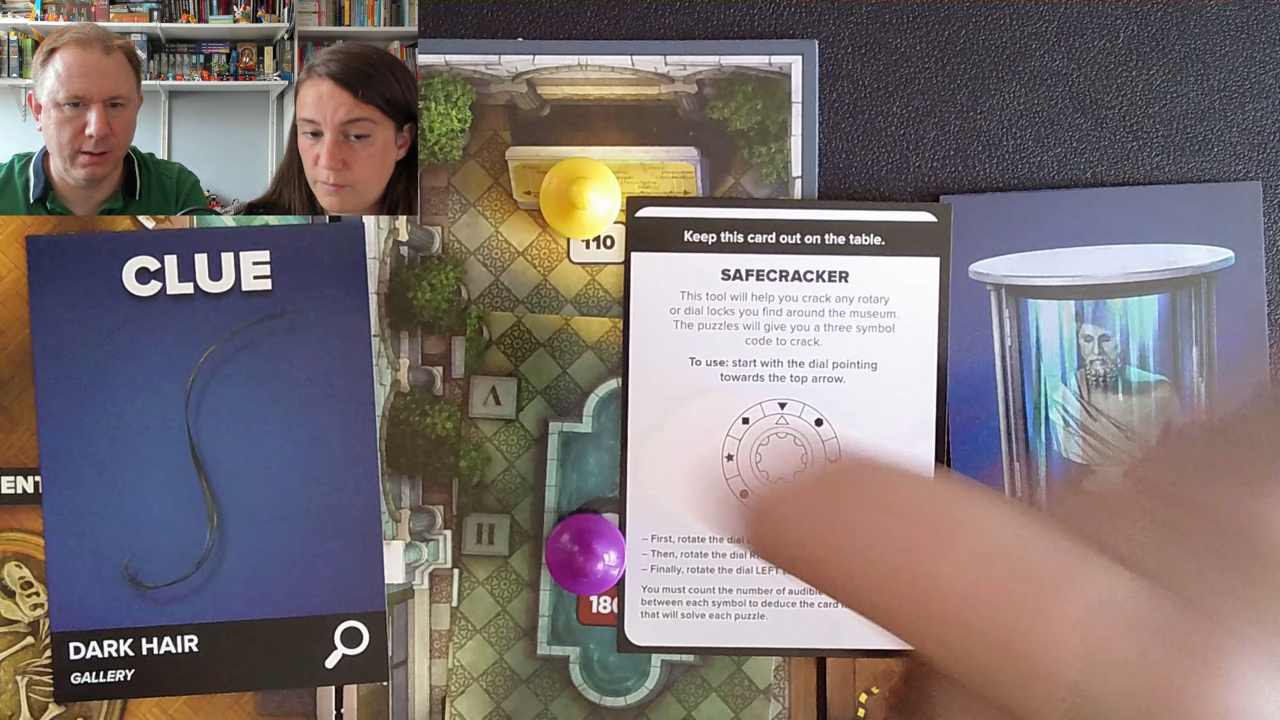 CLUE
DARK HAIR
GALLERY
ENT
110
A
II
180
Keep this card out on the table.
SAFECRACKER
This tool will help you crack any rotary
or dial locks you find around the museum.
The puzzles will give you a three symbol
code to crack.
To use: start with the dial pointing
towards the top arrow.
– First, rotate the dial
– Then, rotate the dial
– Finally, rotate the dial LEFT
You must count the number of audible
between each symbol to deduce the card
that will solve each puzzle.